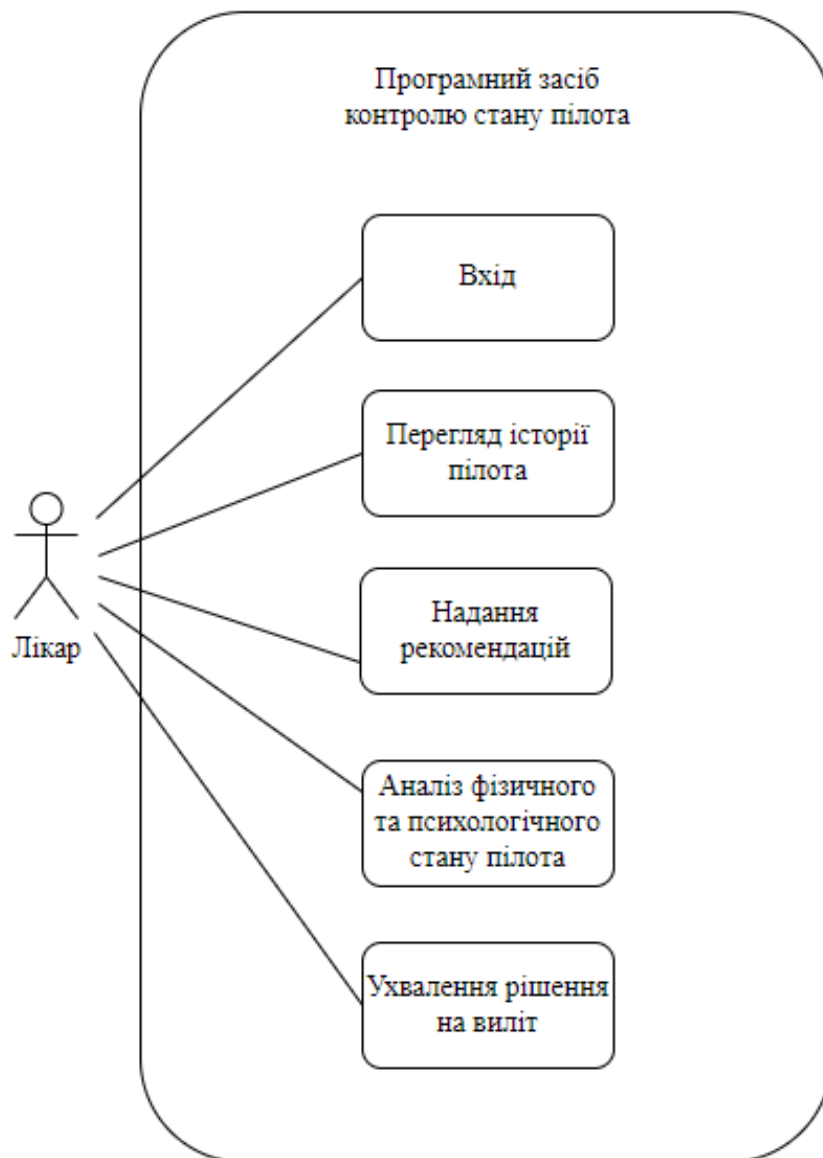 Програмний засіб
контролю стану пілота
Вхід
Перегляд історії
пілота
Лікар
Надання
рекомендацій
Аналіз фізичного
та психологічного
стану пілота
Ухвалення рішення
на виліт